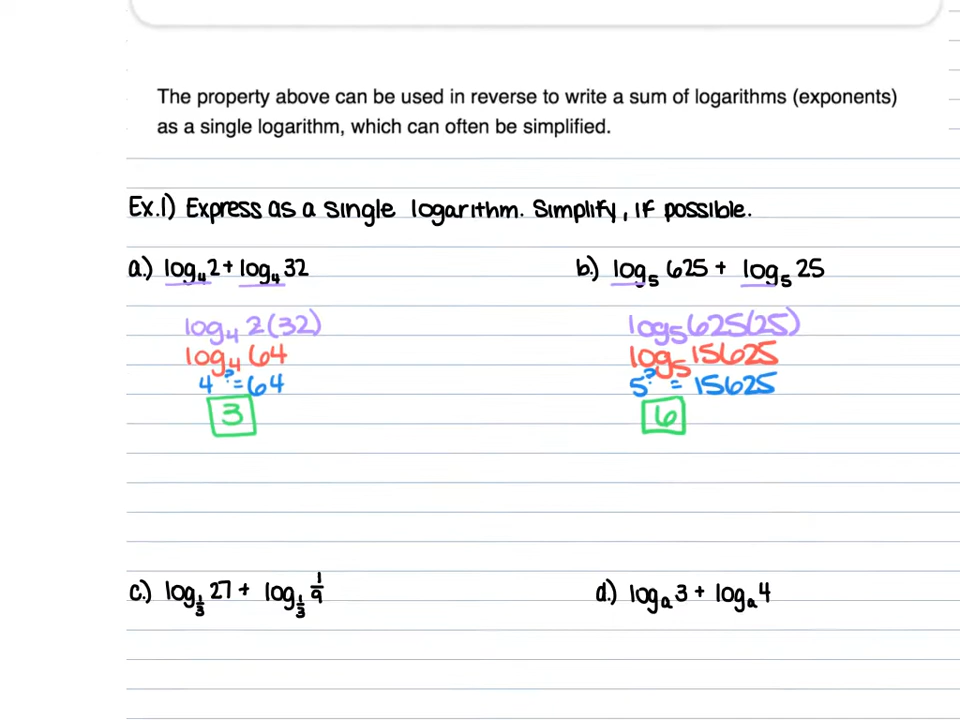 The property above can be used in reverse to write a sum of logarithms (exponents)
as a single logarithm, which can often be simplified.
Ex.1) Express as a single logarithm. Simplify, if possible.
a.) log₄2 + log₄32
log₄2(32)
log₄64
4^? = 64
3
b.) log₅625 + log₅25
log₅625(25)
log₅15625
5^? = 15625
6
c.) log_{1/3} 27 + log_{1/3} 1/9
d.) logₐ3 + logₐ4